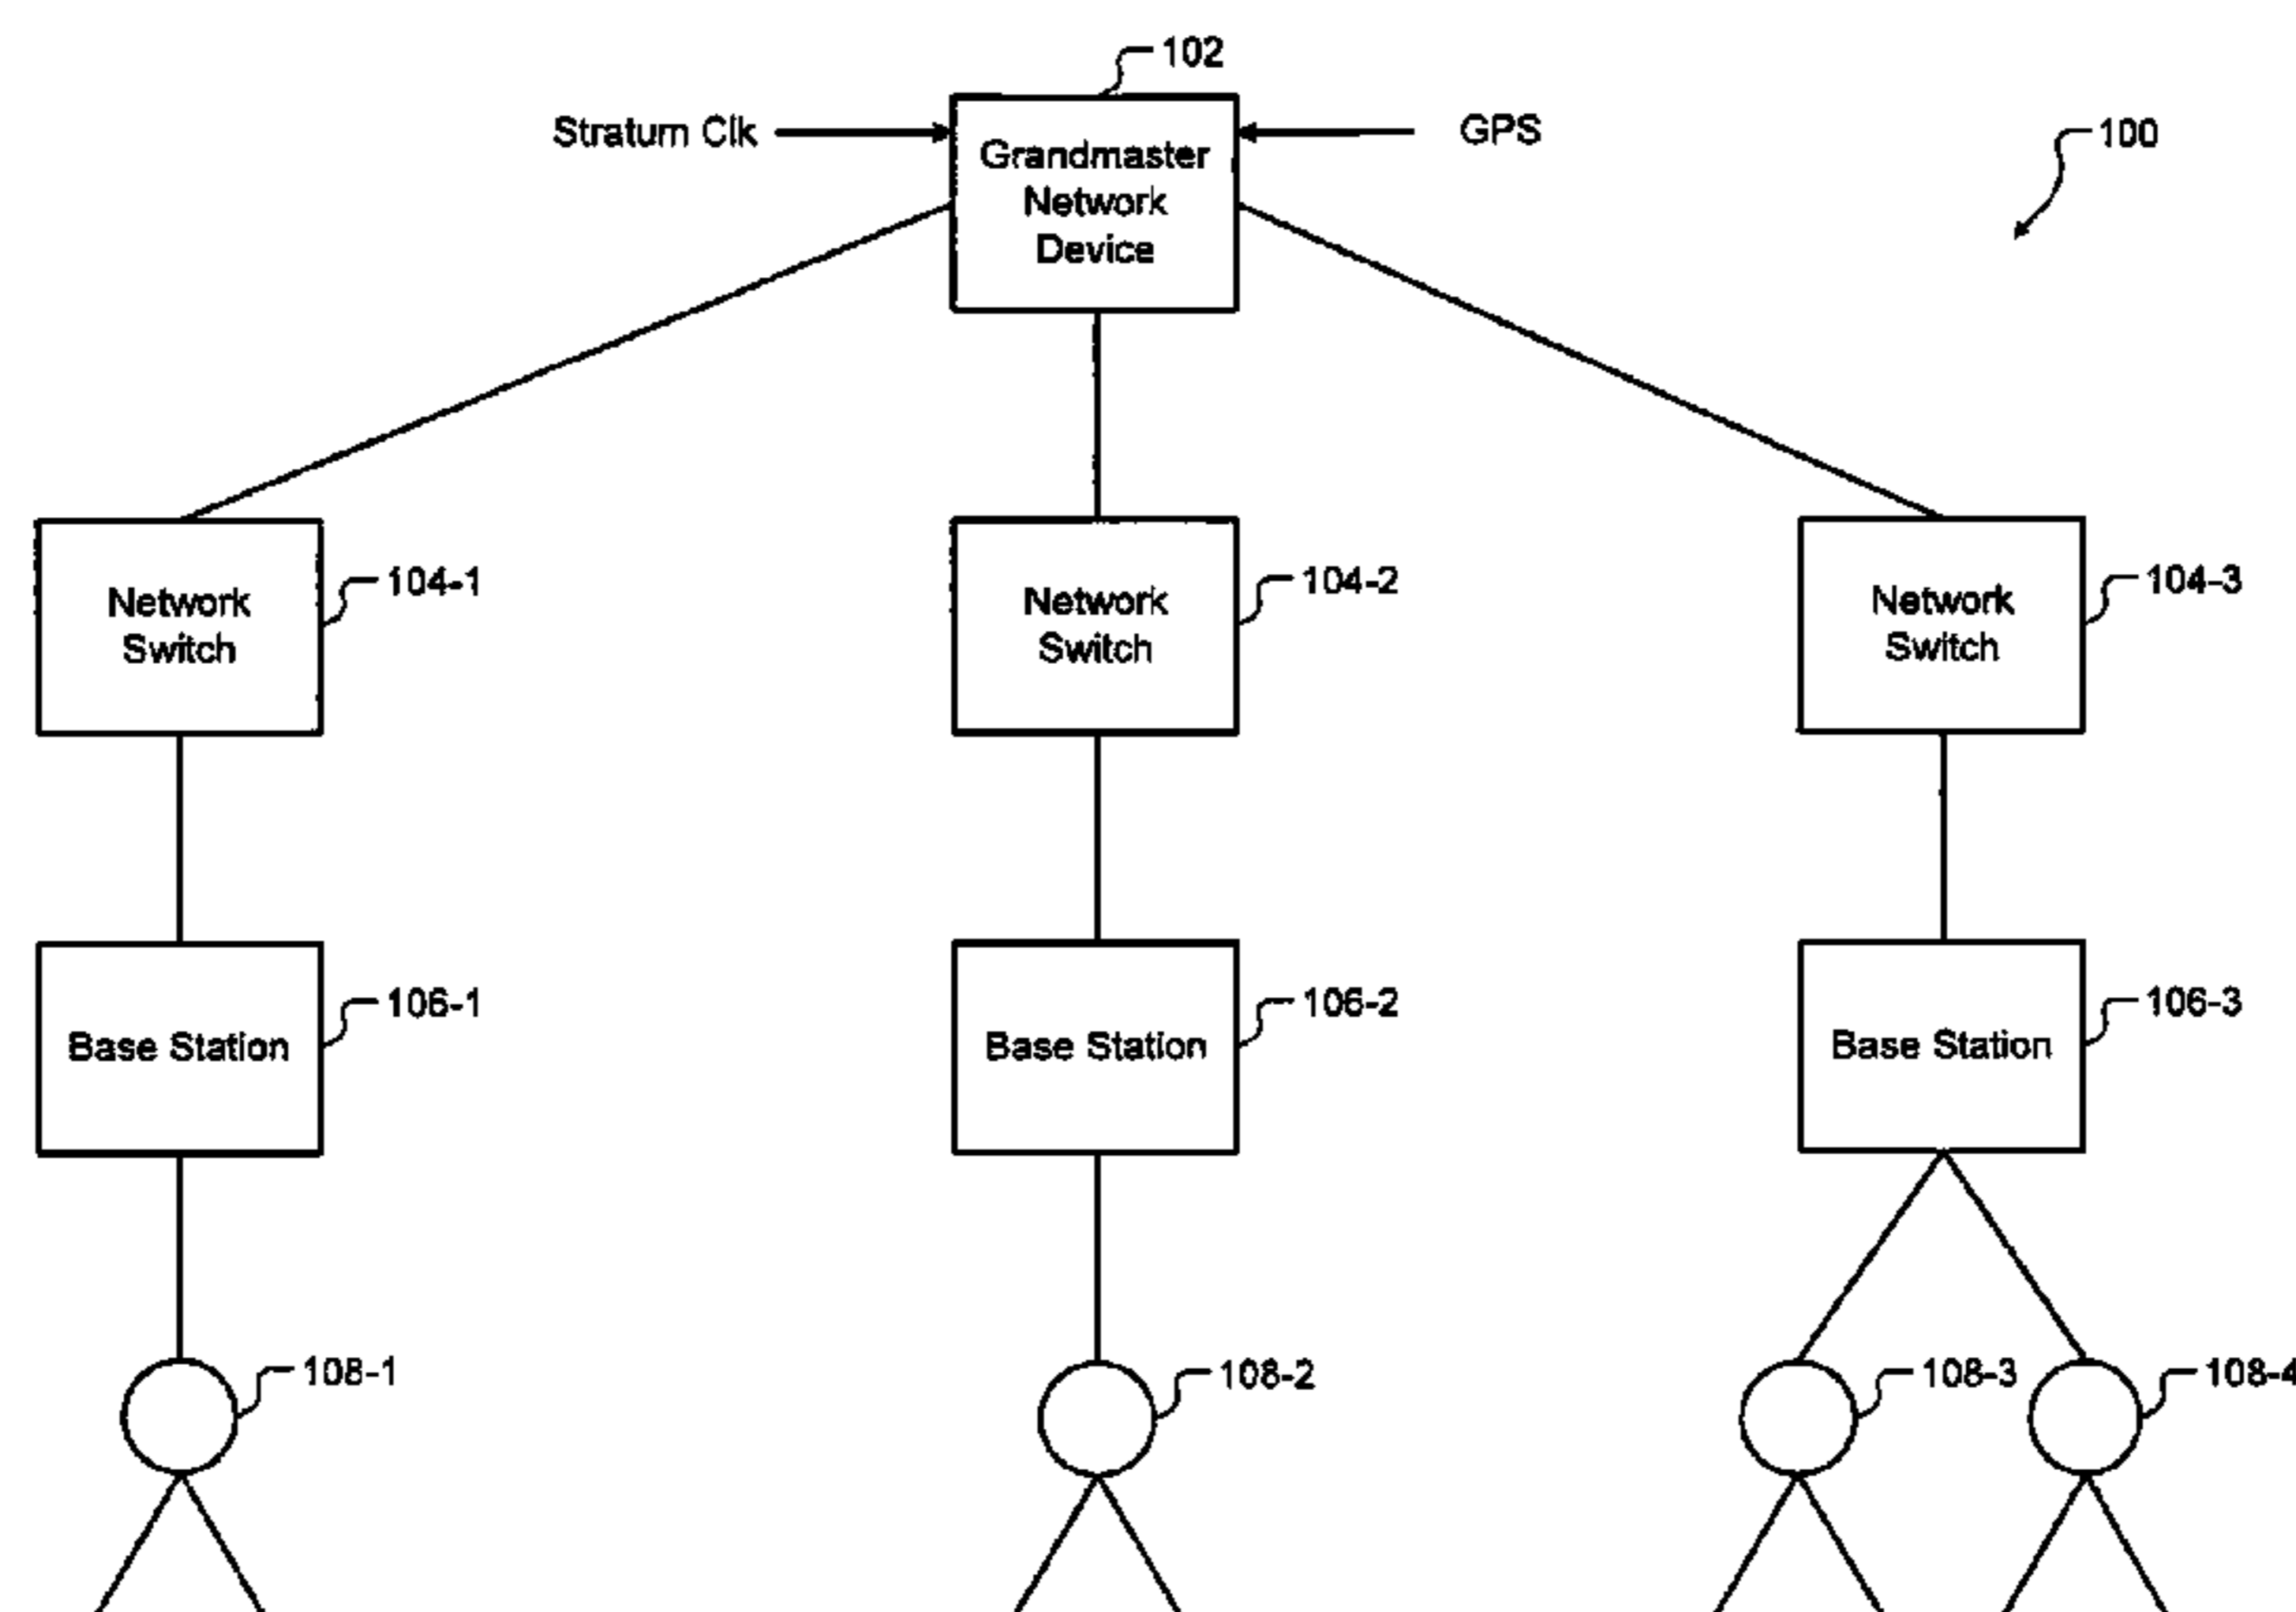 102
Stratum Clk
GPS
100
Grandmaster
Network
Device
104-1
104-2
104-3
Network
Switch
Network
Switch
Network
Switch
106-1
106-2
106-3
Base Station
Base Station
Base Station
108-1
108-2
108-3
108-4